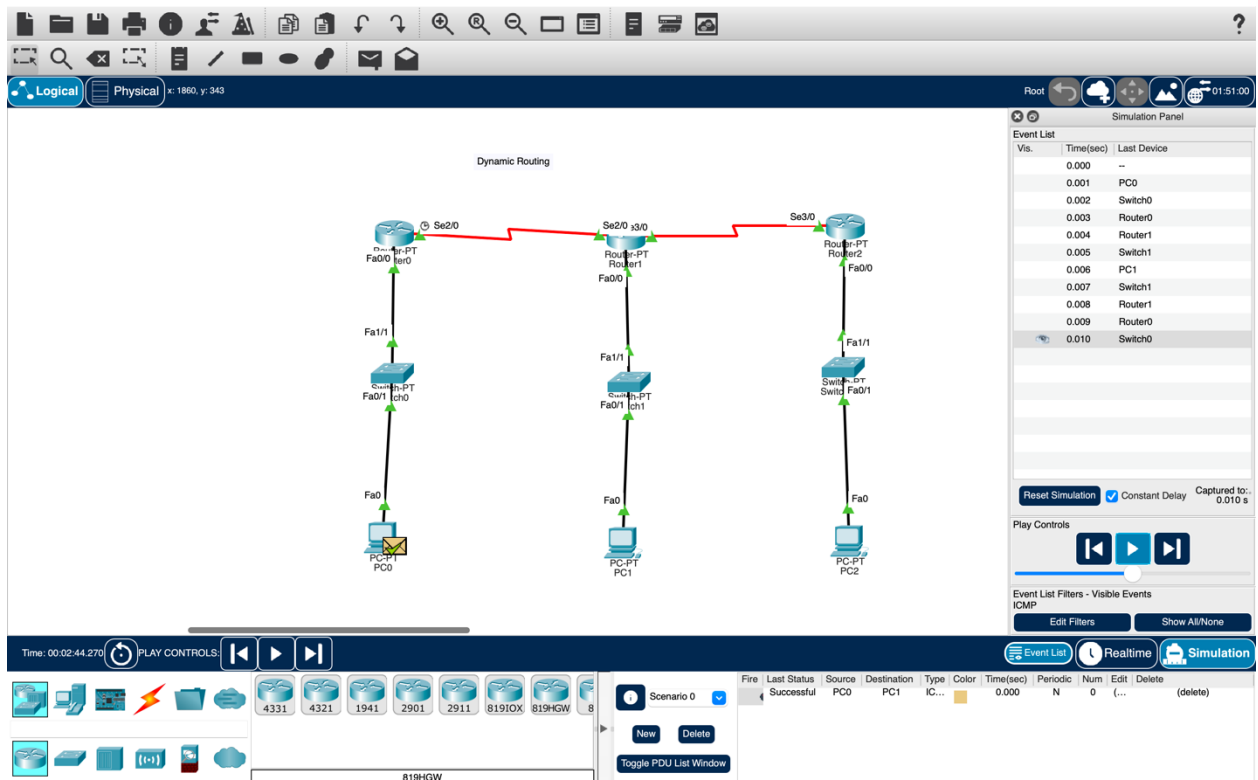 ?
Logical
Physical
x: 1860, y: 343
Root
01:51:00
Simulation Panel
Event List
Vis. Time(sec) Last Device
0.000 --
0.001 PC0
0.002 Switch0
0.003 Router0
0.004 Router1
0.005 Switch1
0.006 PC1
0.007 Switch1
0.008 Router1
0.009 Router0
0.010 Switch0
Reset Simulation
Constant Delay
Captured to:.
0.010 s
Play Controls
Event List Filters - Visible Events
ICMP
Edit Filters
Show All/None
Dynamic Routing
Se2/0
Se2/0
Se3/0
Fa0/0
Router-PT
Router1
Fa0/0
Router-PT
Router2
Fa0/0
Fa1/1
Fa1/1
Fa1/1
Fa0/1
Fa0/1
Fa0/1
Fa0
Fa0
Fa0
PC-PT
PC0
PC-PT
PC1
PC-PT
PC2
Time: 00:02:44.270
PLAY CONTROLS:
Event List
Realtime
Simulation
4331
4321
1941
2901
2911
819IOX
819HGW
819HGW
Scenario 0
New
Delete
Toggle PDU List Window
Fire Last Status Source Destination Type Color Time(sec) Periodic Num Edit Delete
Successful PC0 PC1 IC... 0.000 N 0 (... (delete)